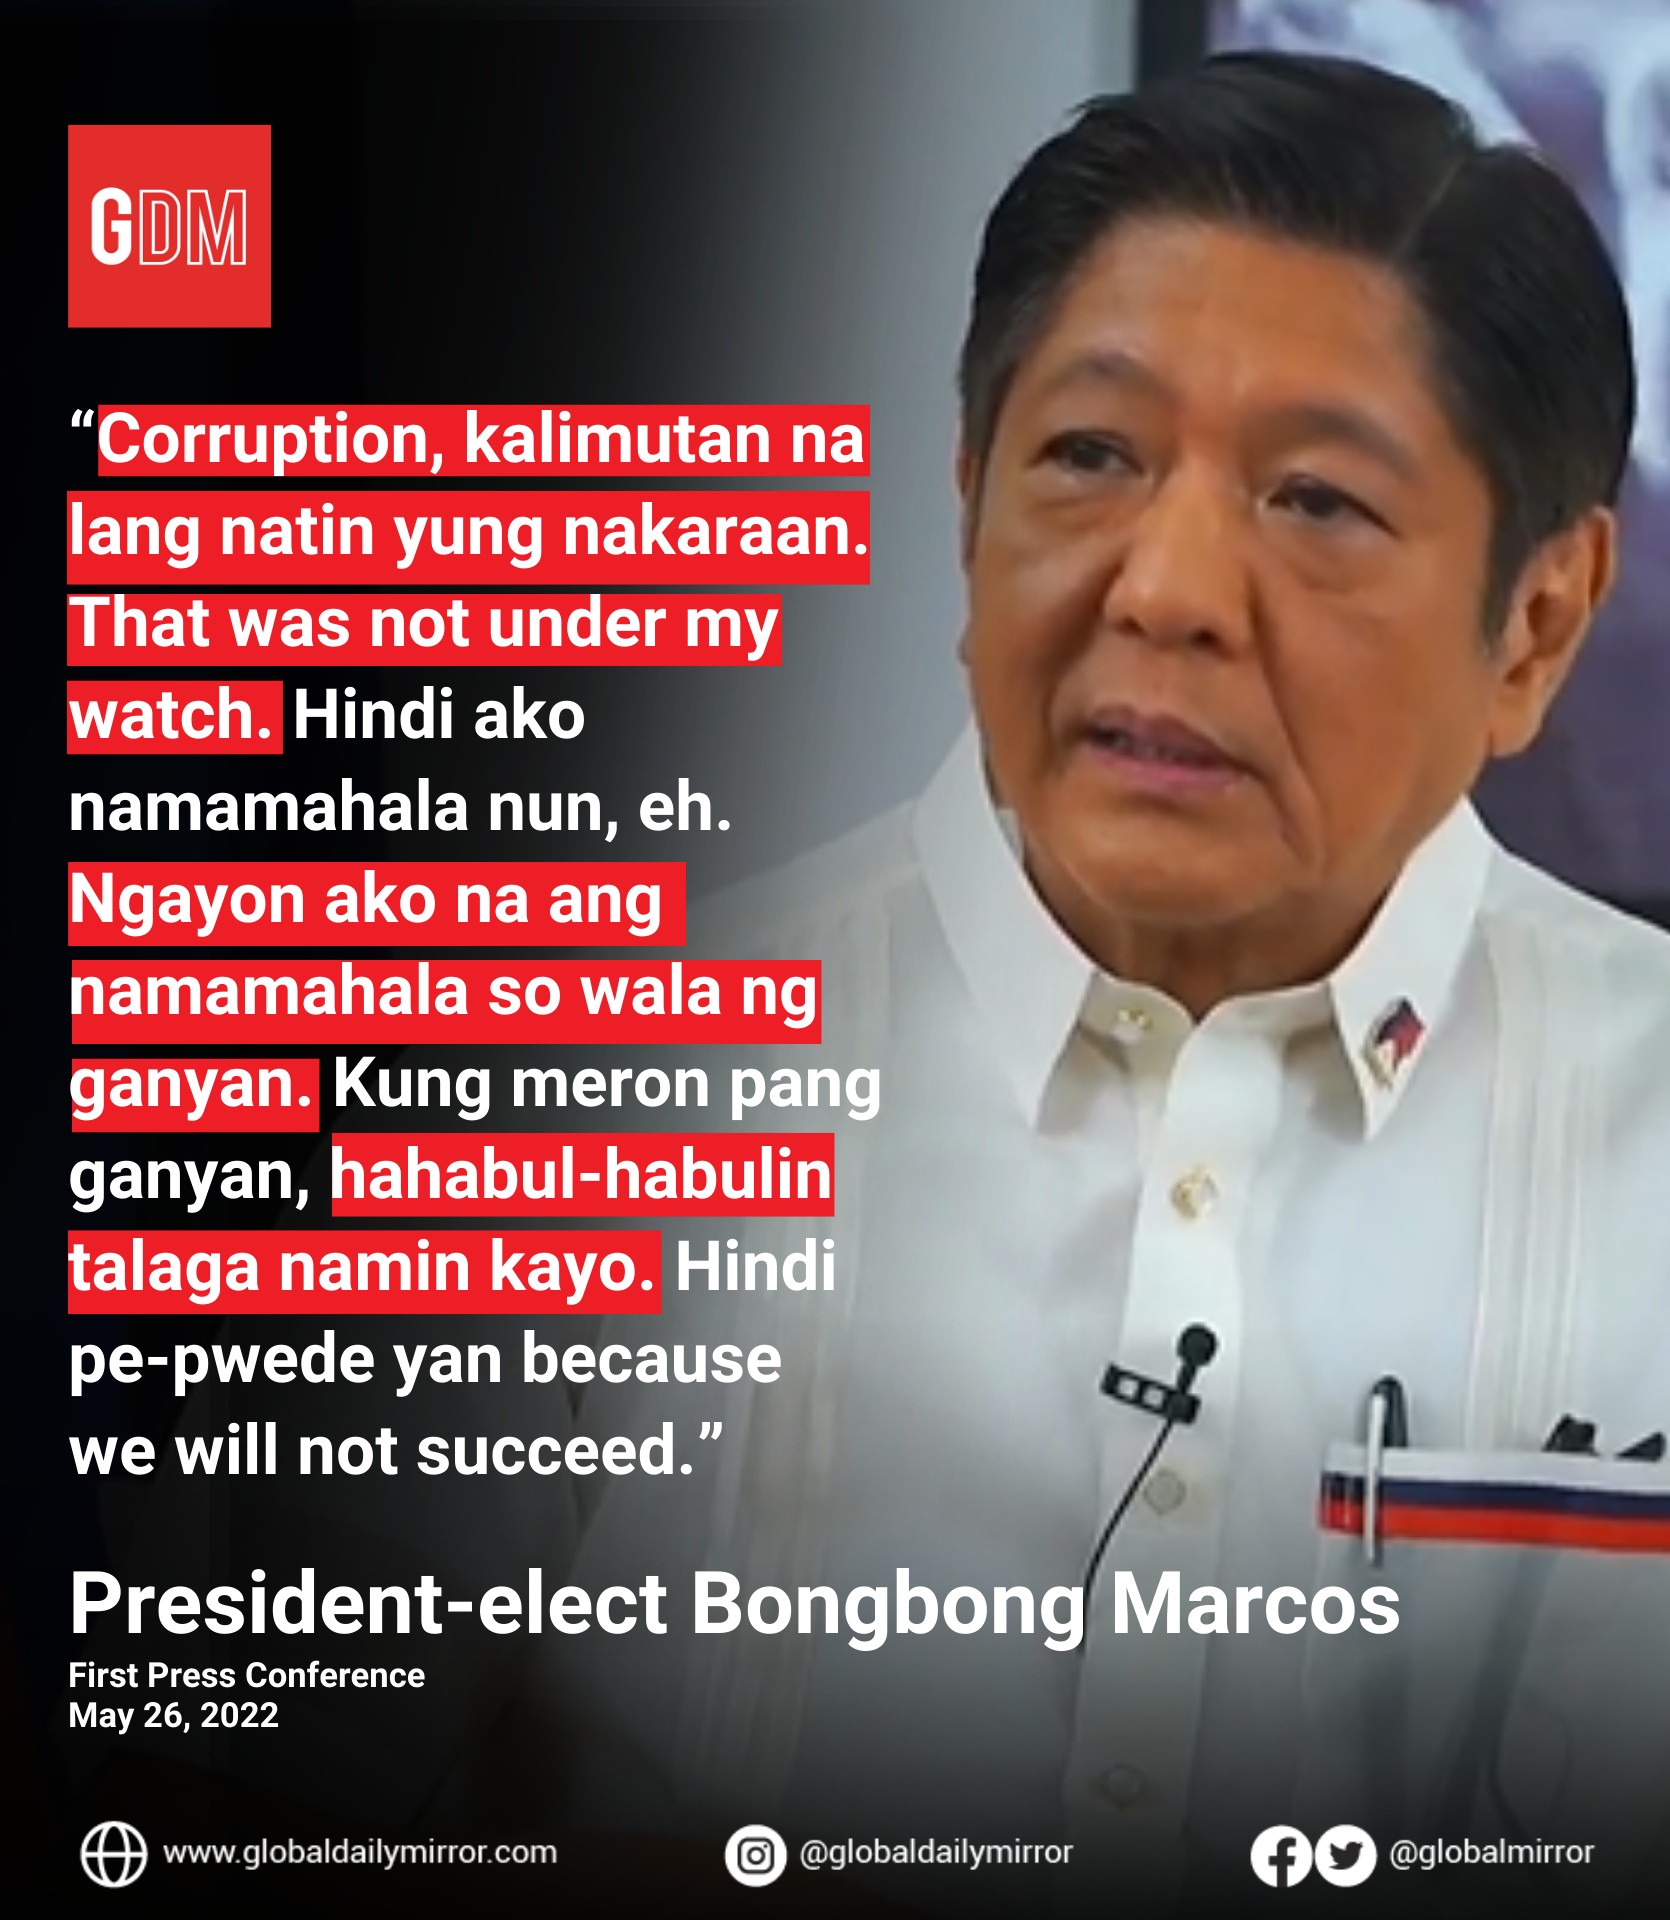 GDM
“Corruption, kalimutan na
lang natin yung nakaraan.
That was not under my
watch. Hindi ako
namamahala nun, eh.
Ngayon ako na ang
namamahala so wala ng
ganyan. Kung meron pang
ganyan, hahabul-habulin
talaga namin kayo. Hindi
pe-pwede yan because
we will not succeed.”
President-elect Bongbong Marcos
First Press Conference
May 26, 2022
www.globaldailymirror.com
@globaldailymirror
@globalmirror